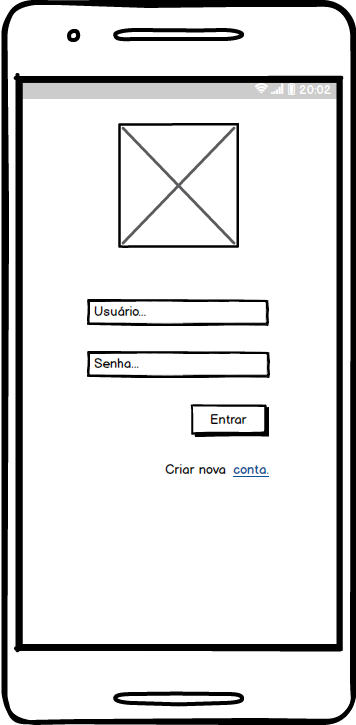 20:02
Usuário...
Senha...
Entrar
Criar nova conta.